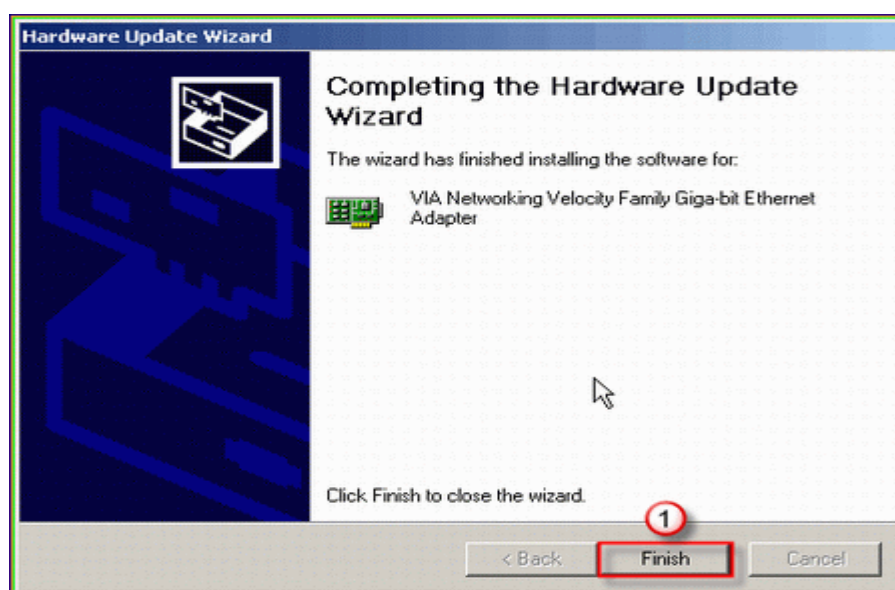 Hardware Update Wizard
Completing the Hardware Update
Wizard
The wizard has finished installing the software for:
VIA Networking Velocity Family Giga-bit Ethernet
Adapter
Click Finish to close the wizard.
1
< Back Finish Cancel